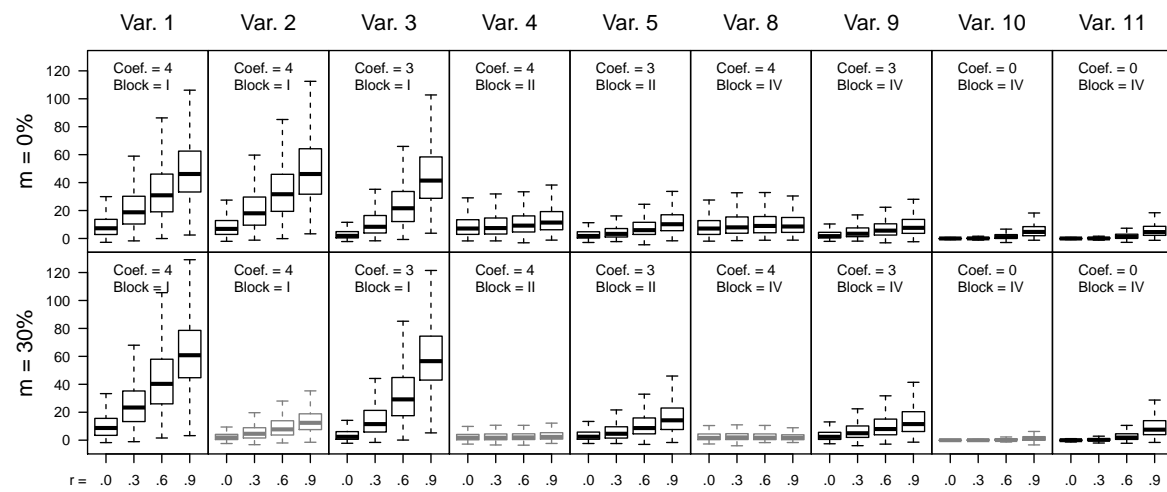 Var. 1 Var. 2 Var. 3 Var. 4 Var. 5 Var. 8 Var. 9 Var. 10 Var. 11
m = 0%
120
100
80
60
40
20
0
Coef. = 4 Coef. = 4 Coef. = 3 Coef. = 4 Coef. = 3 Coef. = 4 Coef. = 3 Coef. = 0 Coef. = 0
Block = I Block = I Block = I Block = II Block = II Block = IV Block = IV Block = IV Block = IV
m = 30%
120
100
80
60
40
20
0
Coef. = 4 Coef. = 4 Coef. = 3 Coef. = 4 Coef. = 3 Coef. = 4 Coef. = 3 Coef. = 0 Coef. = 0
Block = I Block = I Block = I Block = II Block = II Block = IV Block = IV Block = IV Block = IV
r = .0 .3 .6 .9 .0 .3 .6 .9 .0 .3 .6 .9 .0 .3 .6 .9 .0 .3 .6 .9 .0 .3 .6 .9 .0 .3 .6 .9 .0 .3 .6 .9 .0 .3 .6 .9